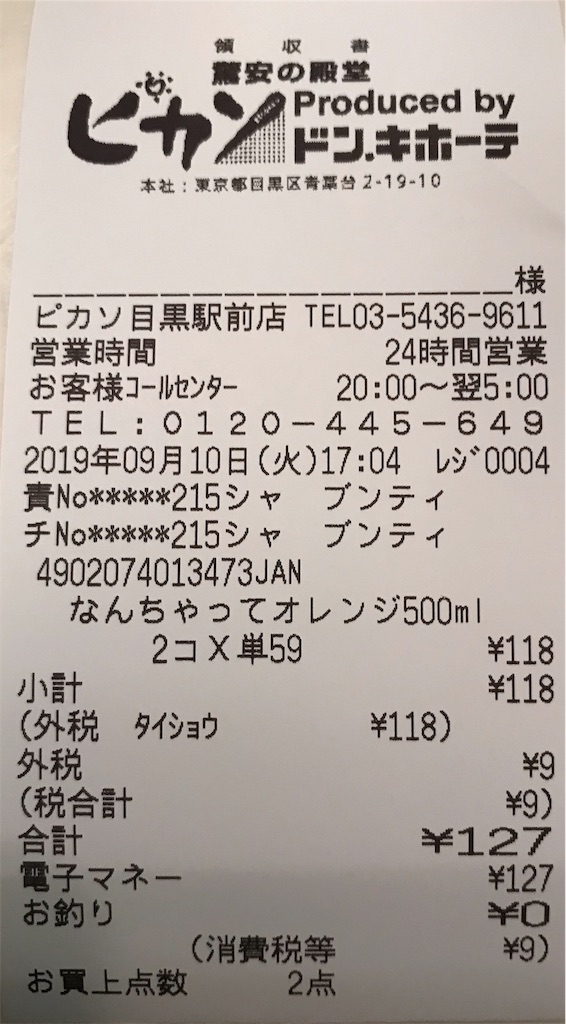 領収書
驚安の殿堂
ピカソ Produced by
ドン.キホーテ
本社:東京都目黒区青葉台2-19-10
様
ピカソ目黒駅前店 TEL03-5436-9611
営業時間 24時間営業
お客様コールセンター 20:00～翌5:00
TEL:0120-445-649
2019年09月10日(火)17:04 レジ0004
責No*****215シャ ブンティ
チNo*****215シャ ブンティ
4902074013473JAN
なんちゃってオレンジ500ml
2コX単59 ¥118
小計 ¥118
(外税 タイショウ ¥118)
外税 ¥9
(税合計 ¥9)
合計 ¥127
電子マネー ¥127
お釣り ¥0
(消費税等 ¥9)
お買上点数 2点